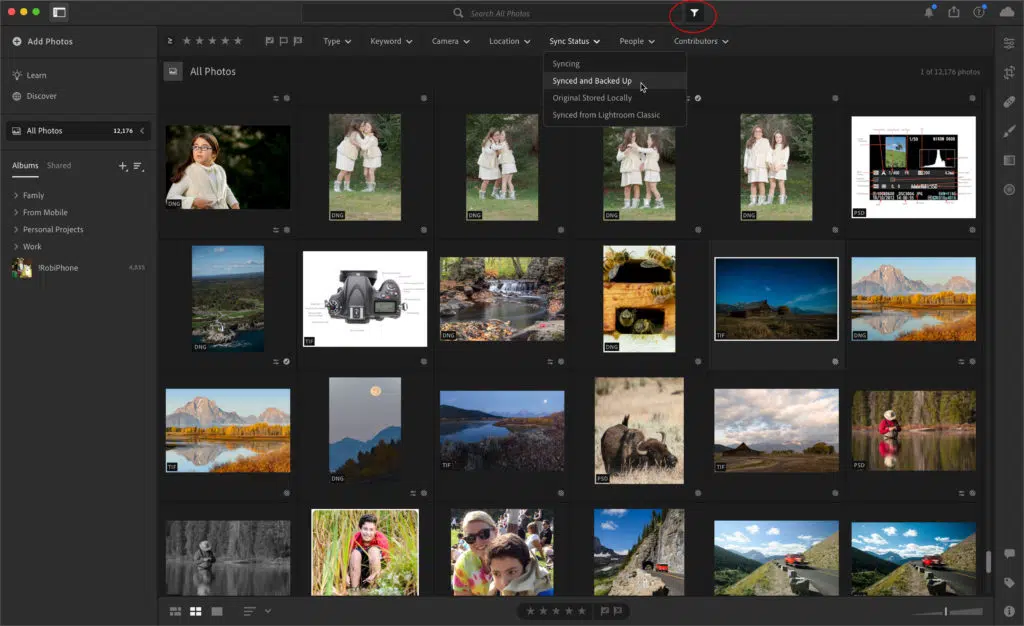 Search All Photos
Add Photos
≥
Type
Keyword
Camera
Location
Sync Status
People
Contributors
Syncing
Synced and Backed Up
Original Stored Locally
Synced from Lightroom Classic
All Photos
1 of 12,176 photos
Learn
Discover
All Photos
12,176
Albums
Shared
Family
From Mobile
Personal Projects
Work
!RobiPhone
4,835
DNG
DNG
DNG
DNG
DNG
PSD
DNG
TIF
DNG
DNG
TIF
DNG
TIF
DNG
TIF
PSD
TIF
PSD